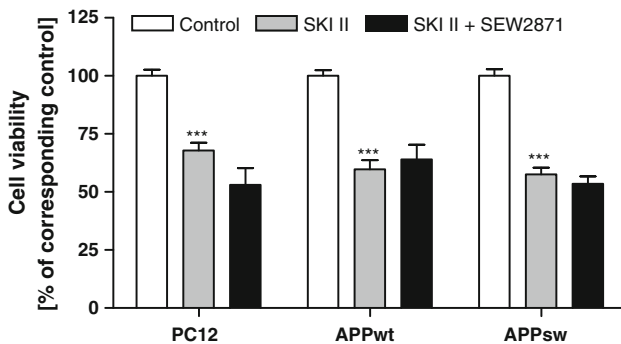 Control SKI II SKI II + SEW2871
Cell viability
[% of corresponding control]
125
100
75
50
25
0
***
***
***
PC12 APPwt APPsw